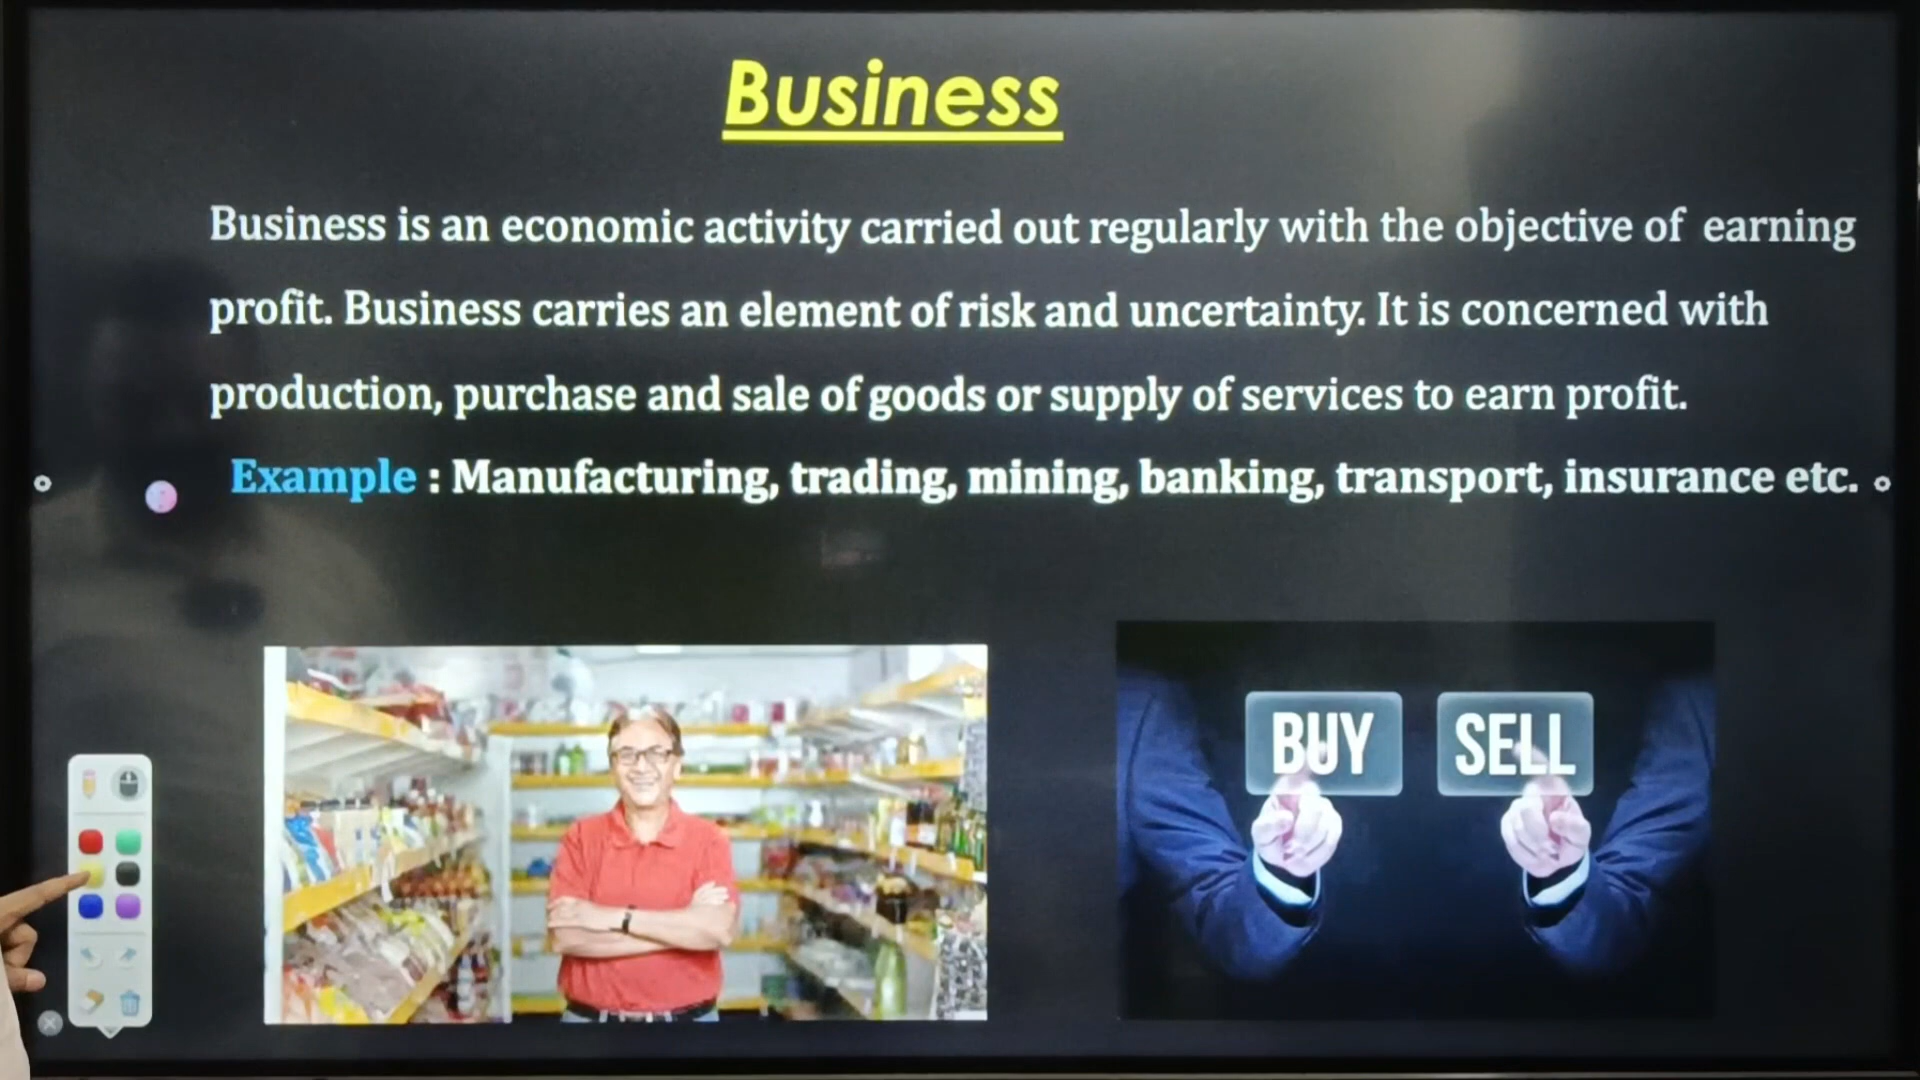 Business
Business is an economic activity carried out regularly with the objective of earning
profit. Business carries an element of risk and uncertainty. It is concerned with
production, purchase and sale of goods or supply of services to earn profit.
Example : Manufacturing, trading, mining, banking, transport, insurance etc.
BUY SELL